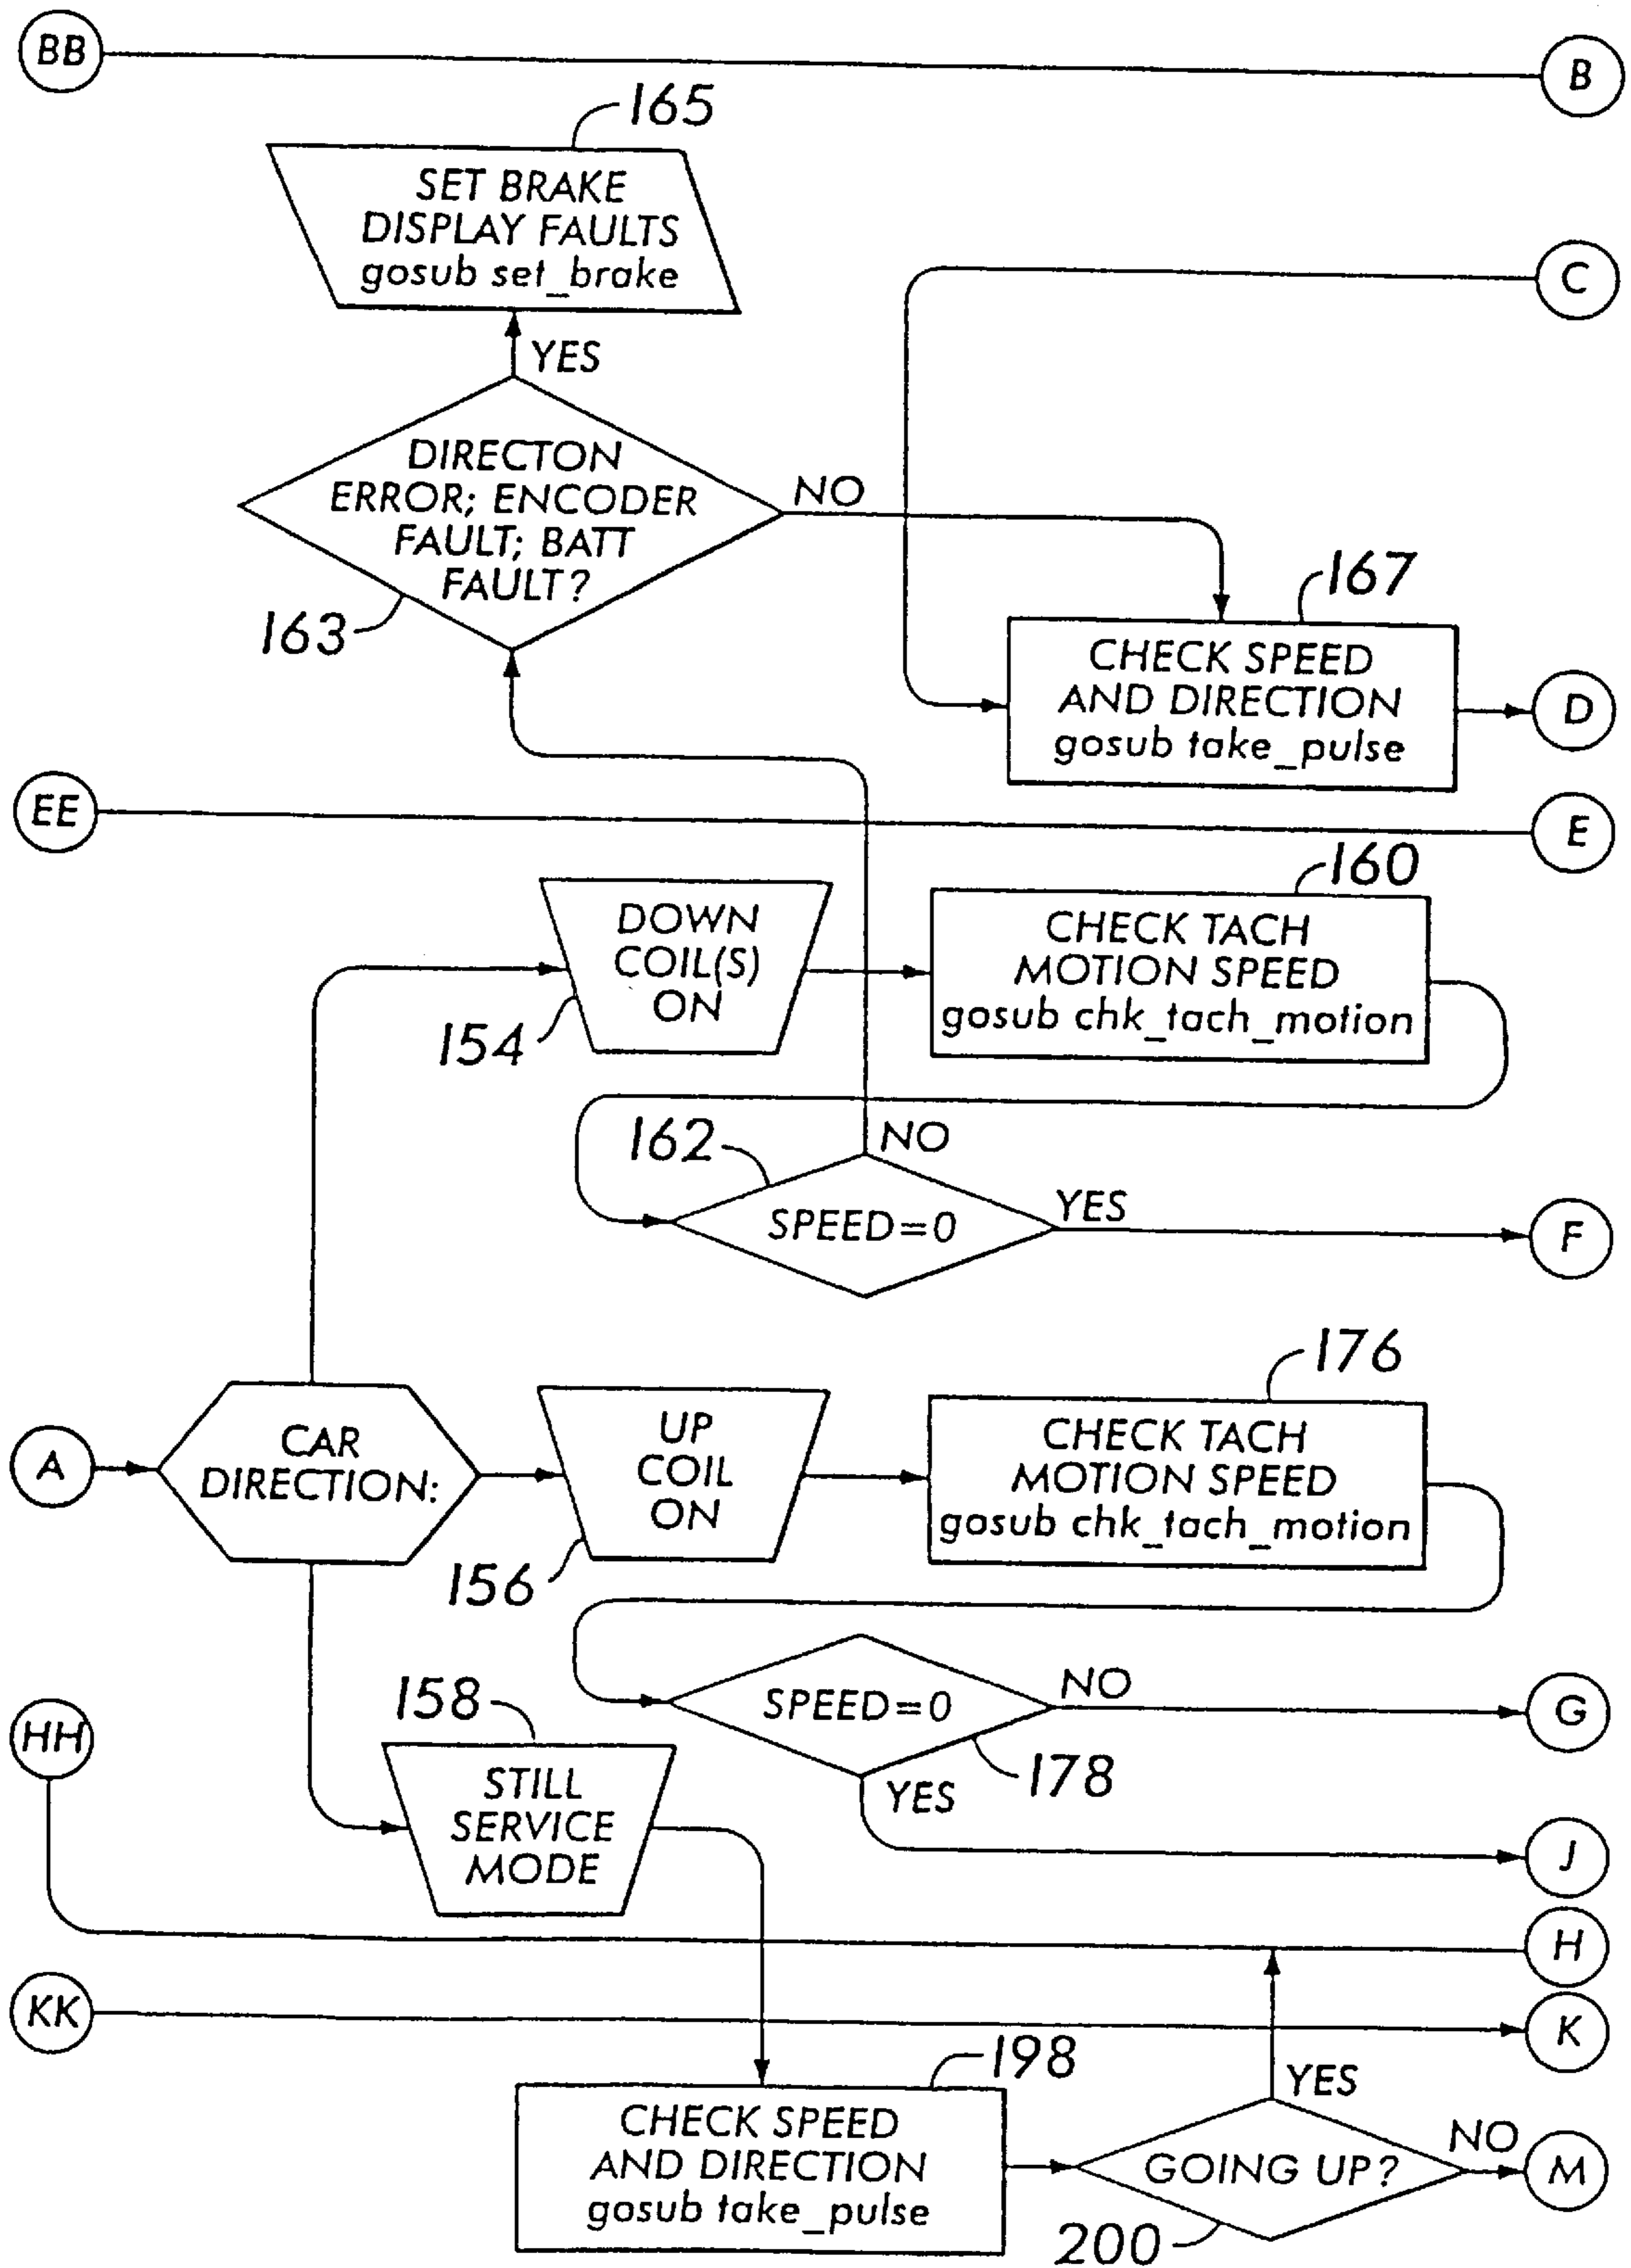 BB
B
165
SET BRAKE
DISPLAY FAULTS
gosub set_brake
C
YES
DIRECTON
ERROR; ENCODER
FAULT; BATT
FAULT?
NO
163
167
CHECK SPEED
AND DIRECTION
gosub take_pulse
D
EE
E
160
DOWN
COIL(S)
ON
154
CHECK TACH
MOTION SPEED
gosub chk_tach_motion
162
NO
SPEED=0
YES
F
176
A
CAR
DIRECTION:
UP
COIL
ON
156
CHECK TACH
MOTION SPEED
gosub chk_tach_motion
158
SPEED=0
NO
G
178
YES
HH
STILL
SERVICE
MODE
J
H
KK
K
198
YES
CHECK SPEED
AND DIRECTION
gosub take_pulse
GOING UP?
NO
M
200